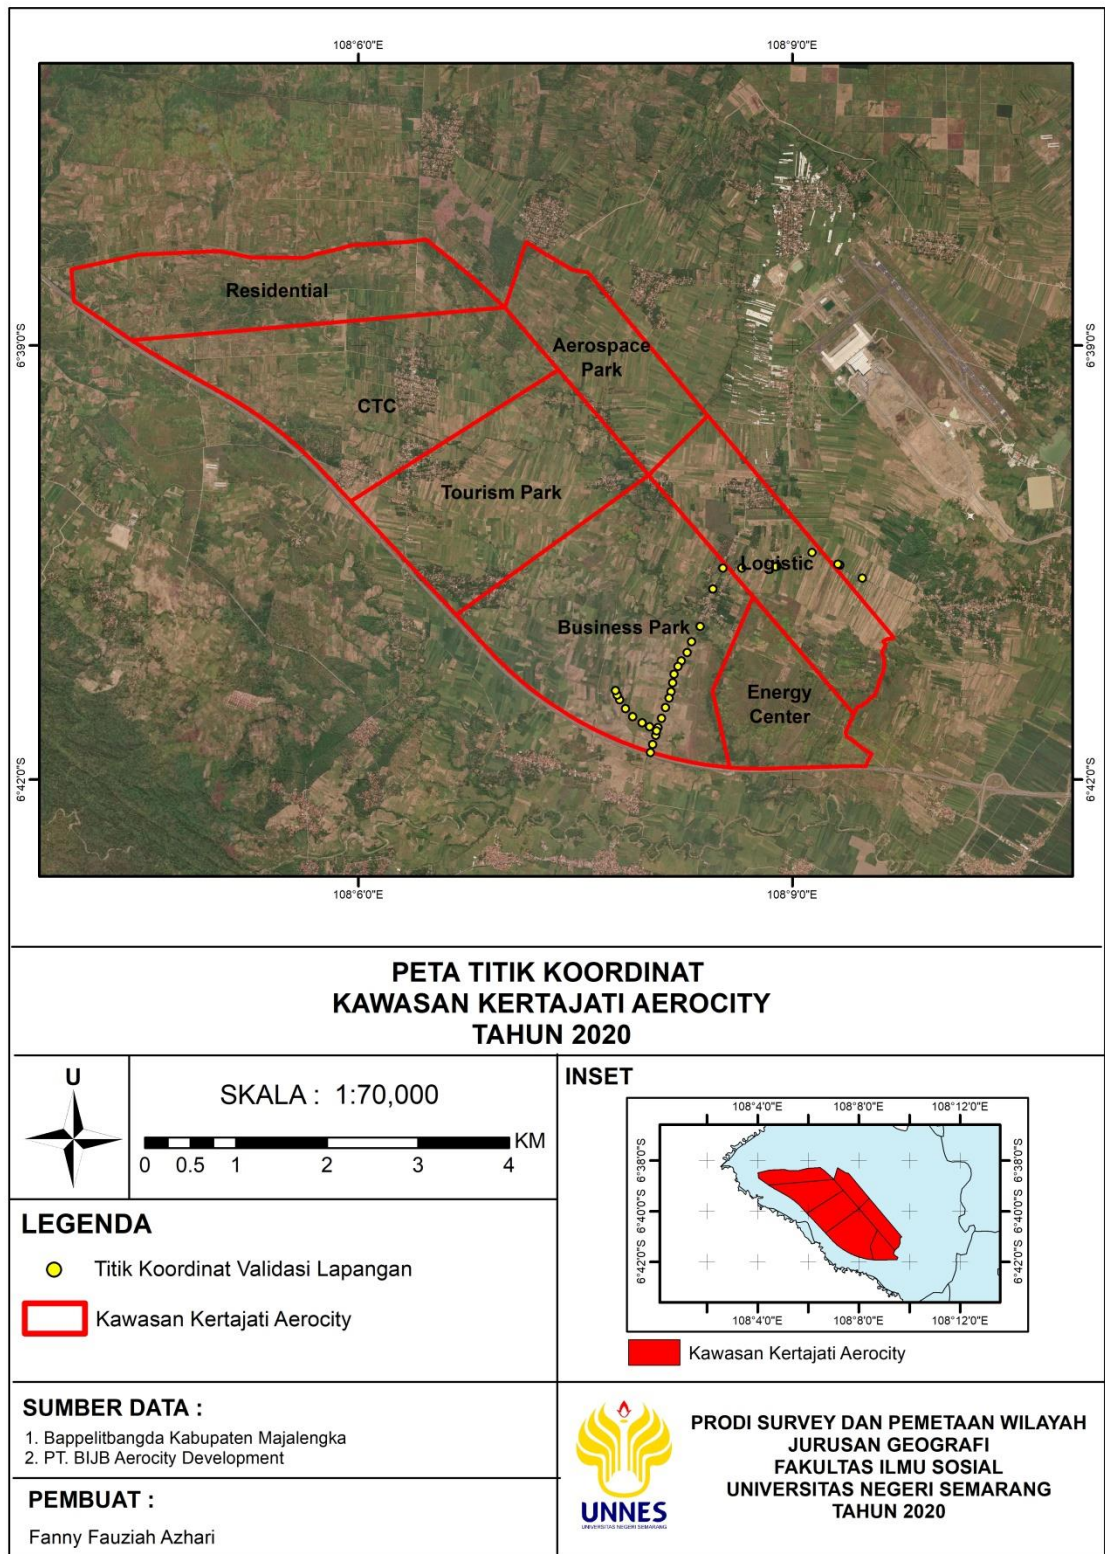 108°6'0"E
108°9'0"E
Residential
6°39'0"S
6°39'0"S
Aerospace
Park
CTC
Tourism Park
Logistic
Business Park
Energy
Center
6°42'0"S
6°42'0"S
108°6'0"E
108°9'0"E
PETA TITIK KOORDINAT
KAWASAN KERTAJATI AEROCITY
TAHUN 2020
U
SKALA : 1:70,000
KM
0 0.5 1 2 3 4
LEGENDA
Titik Koordinat Validasi Lapangan
Kawasan Kertajati Aerocity
INSET
108°4'0"E 108°8'0"E 108°12'0"E
6°38'0"S
6°38'0"S
6°40'0"S
6°40'0"S
6°42'0"S
6°42'0"S
108°4'0"E 108°8'0"E 108°12'0"E
Kawasan Kertajati Aerocity
SUMBER DATA :
1. Bappelitbangda Kabupaten Majalengka
2. PT. BIJB Aerocity Development
PEMBUAT :
Fanny Fauziah Azhari
UNNES
UNIVERSITAS NEGERI SEMARANG
PRODI SURVEY DAN PEMETAAN WILAYAH
JURUSAN GEOGRAFI
FAKULTAS ILMU SOSIAL
UNIVERSITAS NEGERI SEMARANG
TAHUN 2020